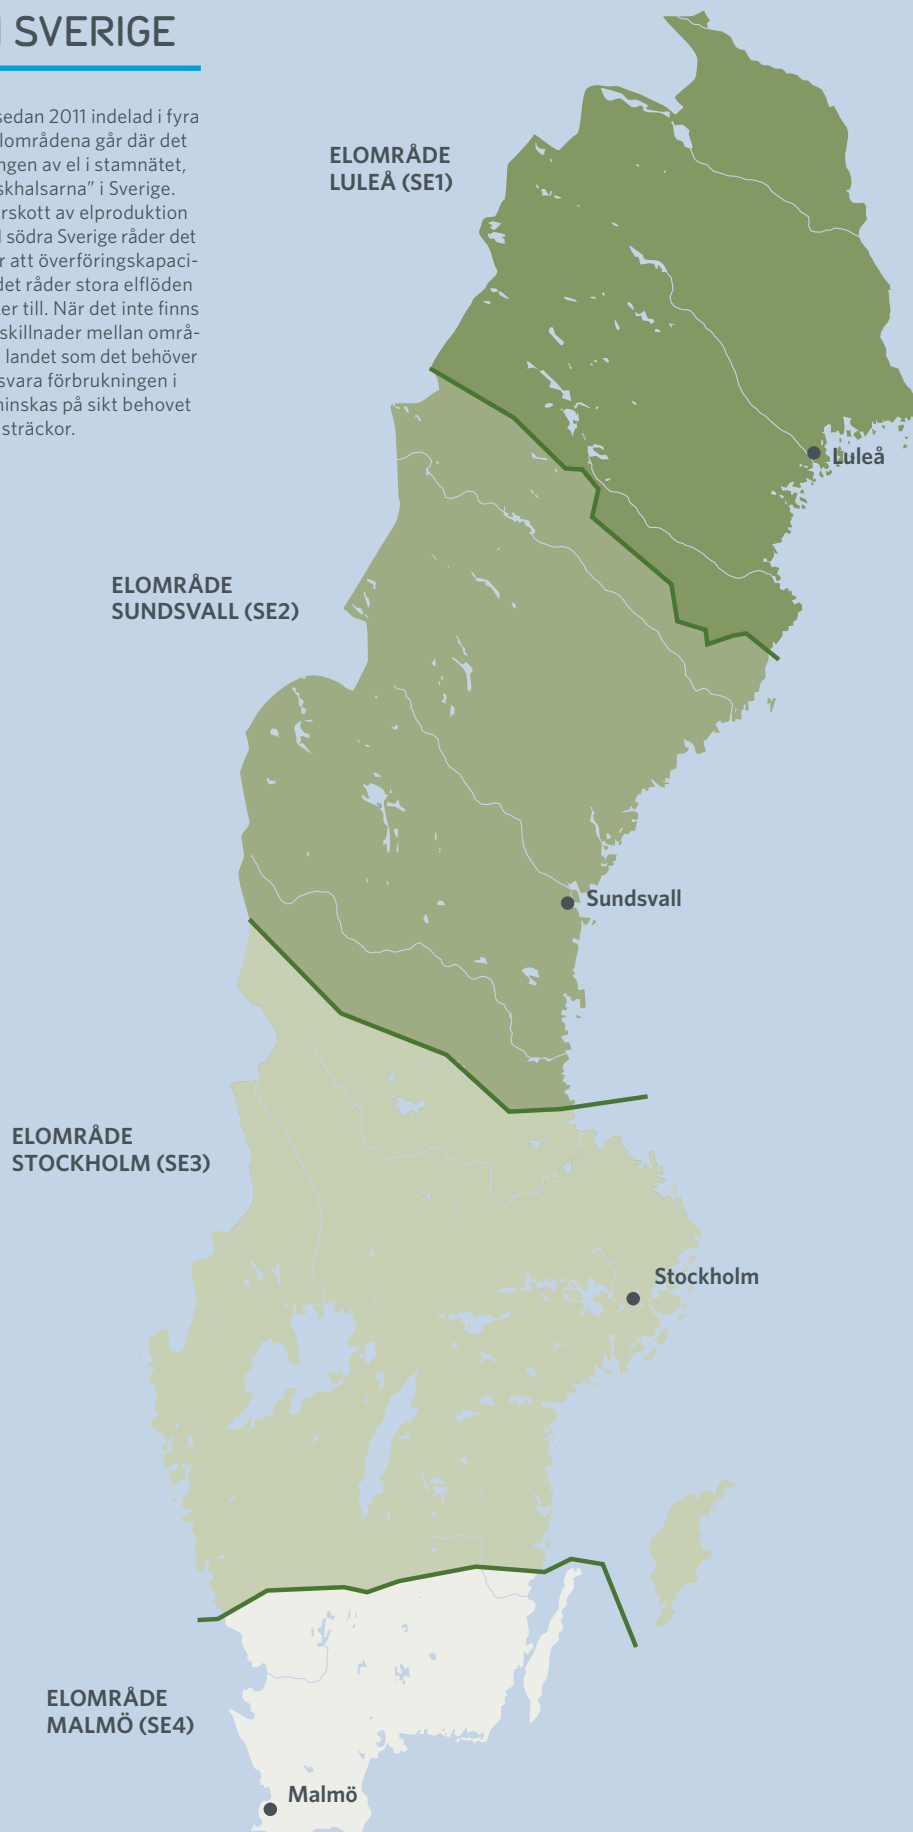 SVERIGE
sedan 2011 indelad i fyra
lområdena går där det
ngen av el i stamnätet,
skhalsarna” i Sverige.
rskott av elproduktion
södra Sverige råder det
r att överföringskapaci-
det råder stora elflöden
er till. När det inte finns
skillnader mellan områ-
landet som det behöver
svara förbrukningen i
ninskas på sikt behovet
sträckor.
ELOMRÅDE
LULEÅ (SE1)
Luleå
ELOMRÅDE
SUNDSVALL (SE2)
Sundsvall
ELOMRÅDE
STOCKHOLM (SE3)
Stockholm
ELOMRÅDE
MALMÖ (SE4)
Malmö